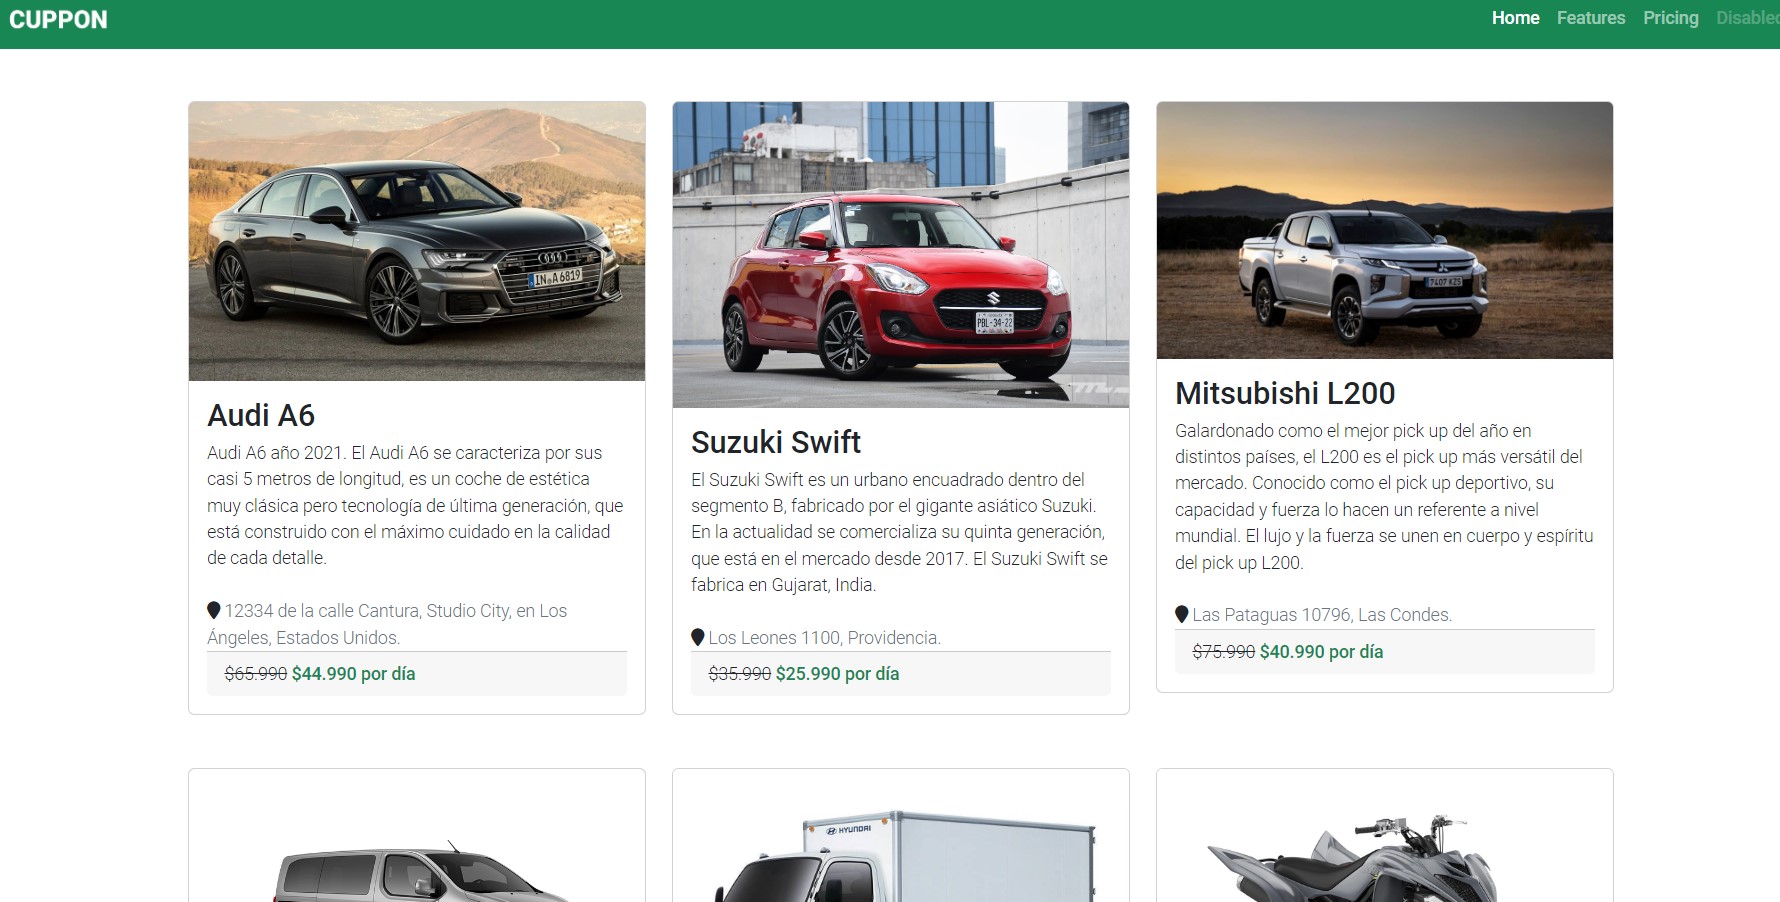 CUPPON
Home Features Pricing Disabled
IN A 6819
PBL-34-22
7407 KZS
Audi A6
Audi A6 año 2021. El Audi A6 se caracteriza por sus
casi 5 metros de longitud, es un coche de estética
muy clásica pero tecnología de última generación, que
está construido con el máximo cuidado en la calidad
de cada detalle.
12334 de la calle Cantura, Studio City, en Los
Ángeles, Estados Unidos.
$65.990 $44.990 por día
Suzuki Swift
El Suzuki Swift es un urbano encuadrado dentro del
segmento B, fabricado por el gigante asiático Suzuki.
En la actualidad se comercializa su quinta generación,
que está en el mercado desde 2017. El Suzuki Swift se
fabrica en Gujarat, India.
Los Leones 1100, Providencia.
$35.990 $25.990 por día
Mitsubishi L200
Galardonado como el mejor pick up del año en
distintos países, el L200 es el pick up más versátil del
mercado. Conocido como el pick up deportivo, su
capacidad y fuerza lo hacen un referente a nivel
mundial. El lujo y la fuerza se unen en cuerpo y espíritu
del pick up L200.
Las Pataguas 10796, Las Condes.
$75.990 $40.990 por día
HYUNDAI